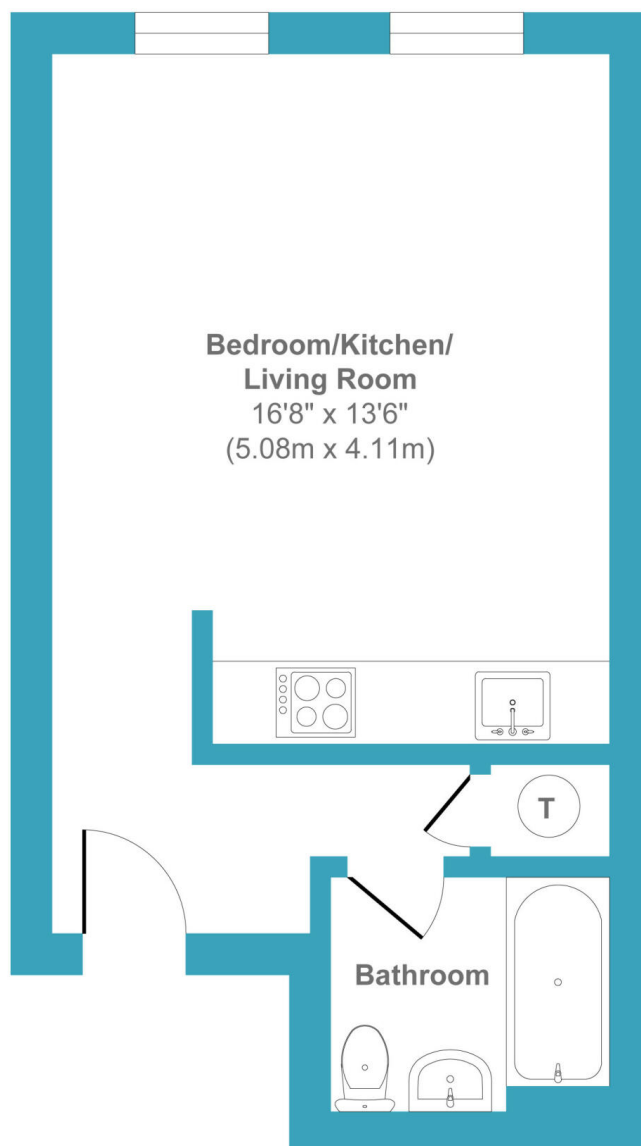 Bedroom/Kitchen/
Living Room
16'8" x 13'6"
(5.08m x 4.11m)
T
Bathroom